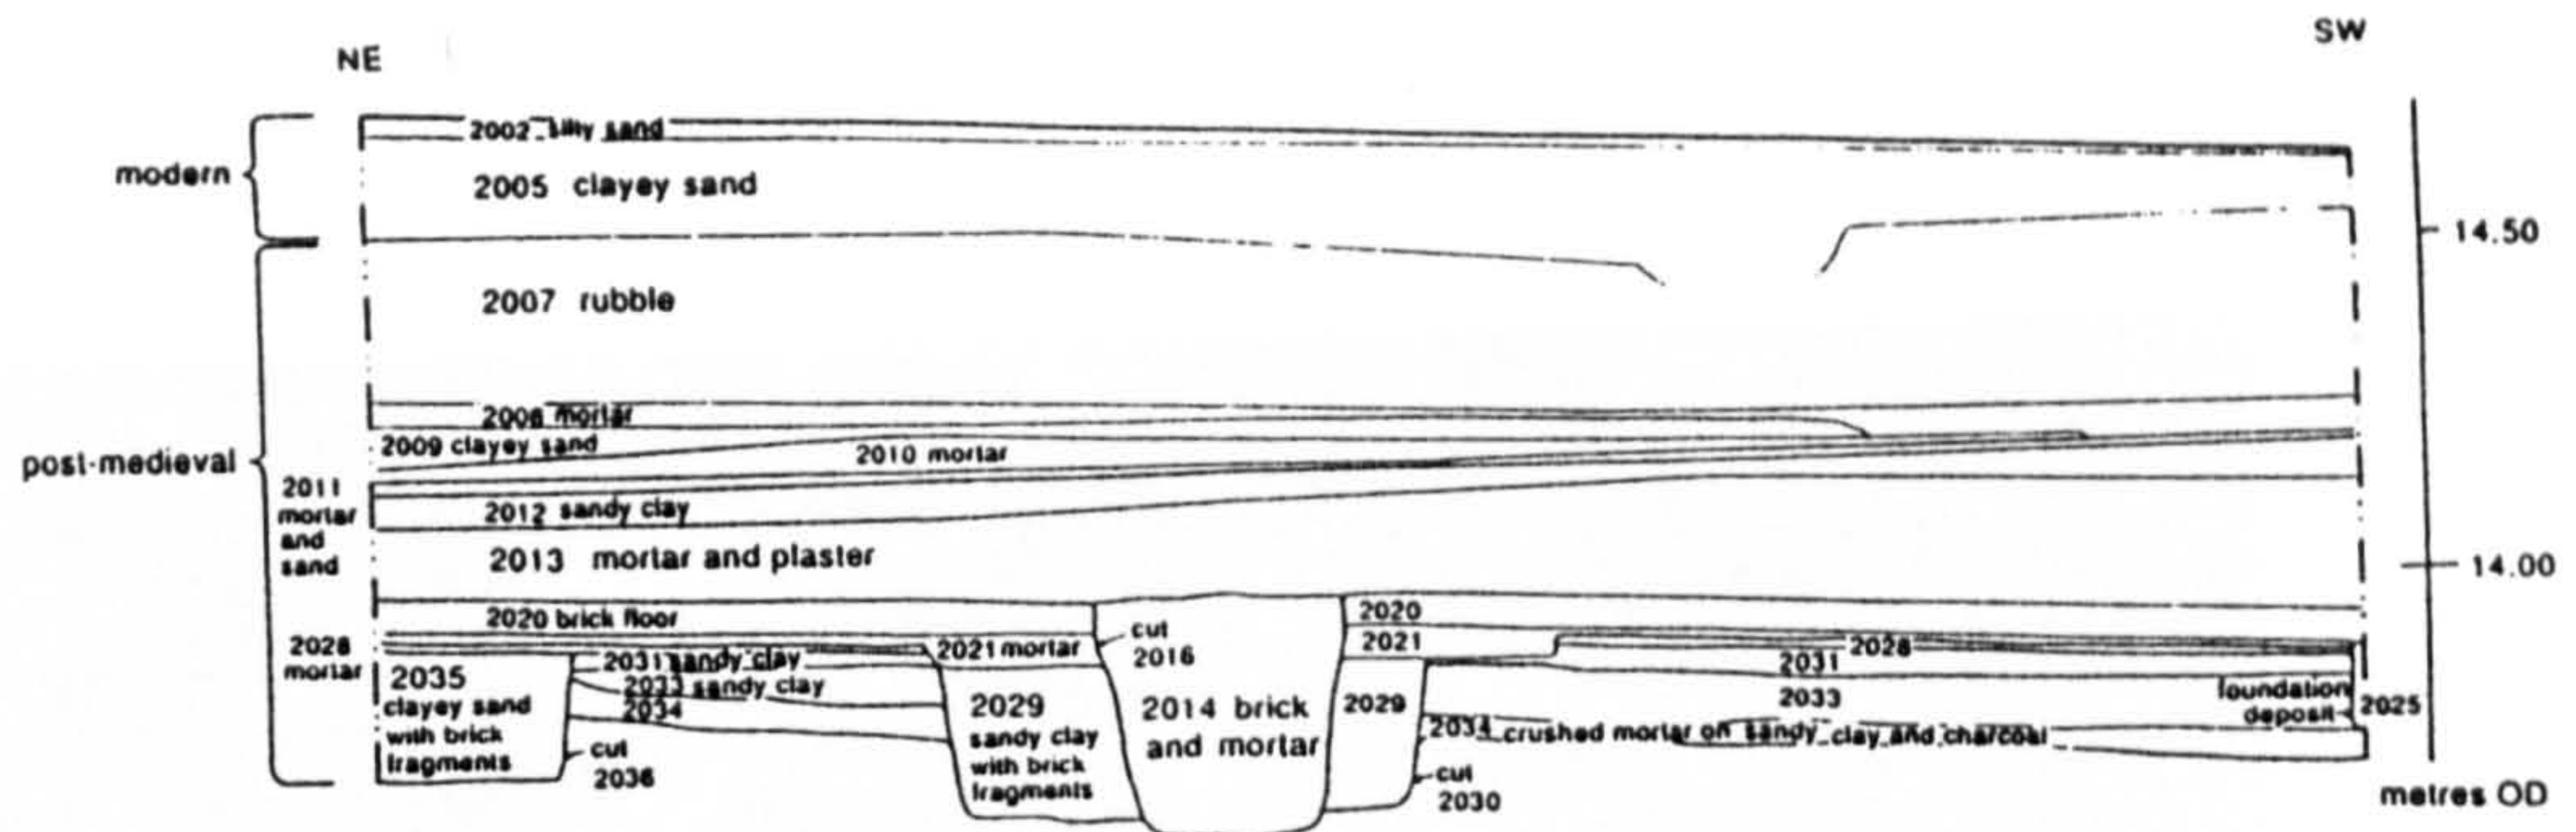 NE
SW
2002 silty sand
modern
2005 clayey sand
14.50
2007 rubble
2008 mortar
2009 clayey sand
2010 mortar
post-medieval
2011
mortar
and
sand
2012 sandy clay
2013 mortar and plaster
14.00
2020 brick floor
2020
cut
2016
2021 mortar
2021
2028
mortar
2028
2031 sandy clay
2031
2035
clayey sand
with brick
fragments
2033 sandy clay
2033
2034
2029
sandy clay
with brick
fragments
2014 brick
and mortar
2029
foundation
deposit
2025
2034 crushed mortar on sandy clay and charcoal
cut
2036
cut
2030
metres OD